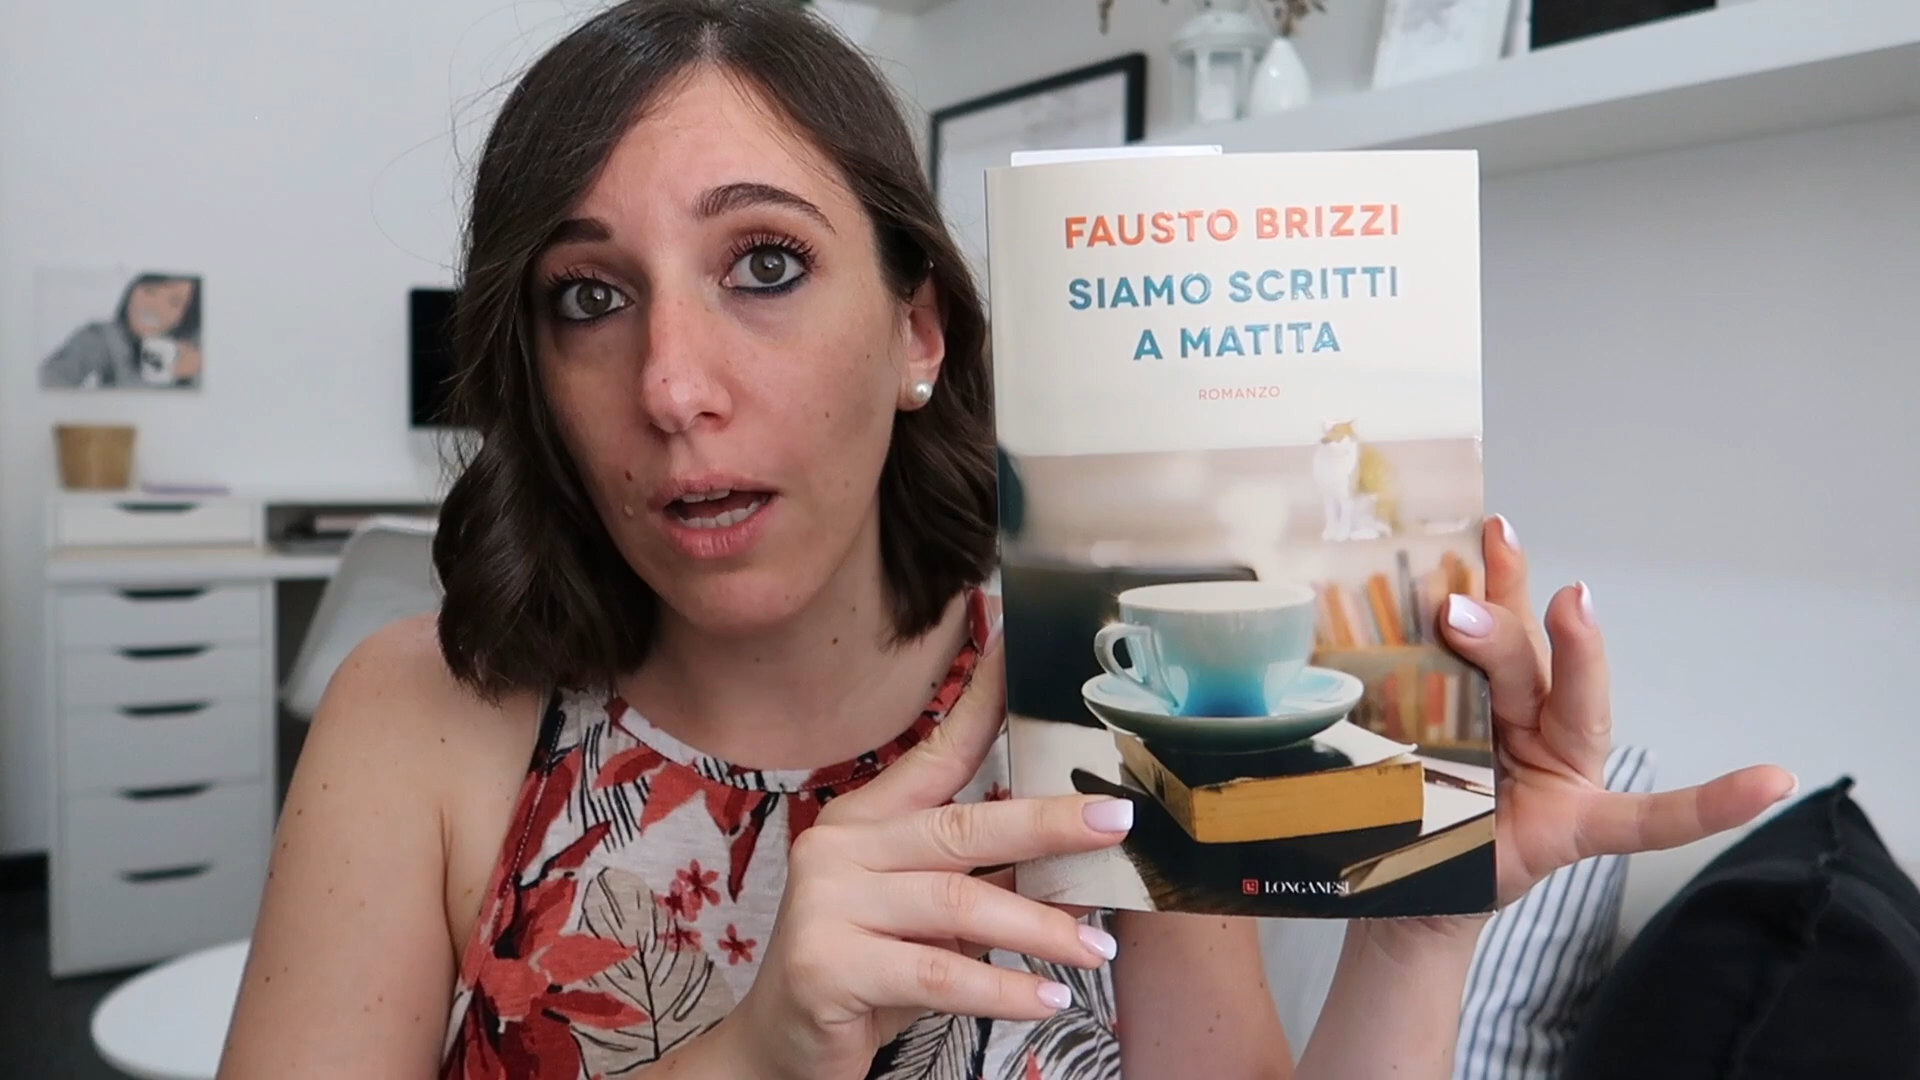 FAUSTO BRIZZI
SIAMO SCRITTI
A MATITA
ROMANZO
LONGANESI